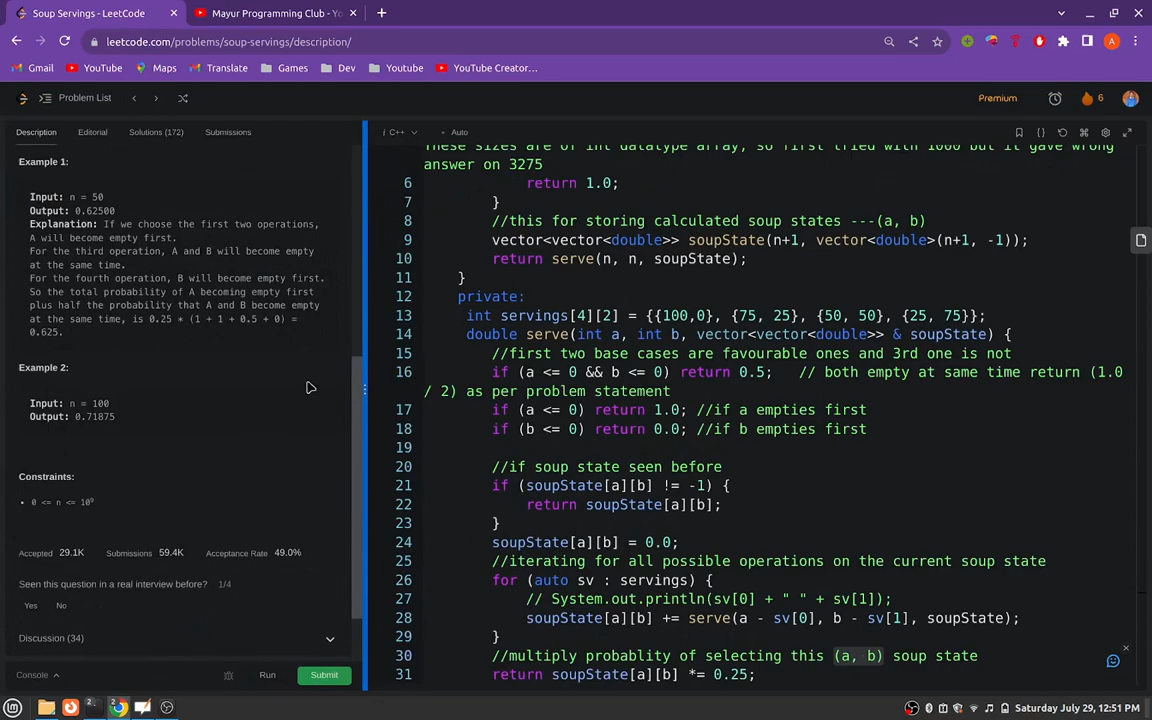 Soup Servings - LeetCode
Mayur Programming Club - Yo
leetcode.com/problems/soup-servings/description/
A
Gmail
YouTube
Maps
Translate
Games
Dev
Youtube
YouTube Creator...
Problem List
Premium
6
Description
Editorial
Solutions (172)
Submissions
Example 1:
Input: n = 50
Output: 0.62500
Explanation: If we choose the first two operations,
A will become empty first.
For the third operation, A and B will become empty
at the same time.
For the fourth operation, B will become empty first.
So the total probability of A becoming empty first
plus half the probability that A and B become empty
at the same time, is 0.25 * (1 + 1 + 0.5 + 0) =
0.625.
Example 2:
Input: n = 100
Output: 0.71875
Constraints:
• 0 <= n <= 10⁹
Accepted 29.1K Submissions 59.4K Acceptance Rate 49.0%
Seen this question in a real interview before? 1/4
Yes No
Discussion (34)
Console
Run
Submit
i C++
Auto
These sizes are of int datatype array, so first tried with 1000 but it gave wrong
answer on 3275
6 return 1.0;
7 }
8 //this for storing calculated soup states ---(a, b)
9 vector<vector<double>> soupState(n+1, vector<double>(n+1, -1));
10 return serve(n, n, soupState);
11 }
12 private:
13 int servings[4][2] = {{100,0}, {75, 25}, {50, 50}, {25, 75}};
14 double serve(int a, int b, vector<vector<double>> & soupState) {
15 //first two base cases are favourable ones and 3rd one is not
16 if (a <= 0 && b <= 0) return 0.5; // both empty at same time return (1.0
/ 2) as per problem statement
17 if (a <= 0) return 1.0; //if a empties first
18 if (b <= 0) return 0.0; //if b empties first
19
20 //if soup state seen before
21 if (soupState[a][b] != -1) {
22 return soupState[a][b];
23 }
24 soupState[a][b] = 0.0;
25 //iterating for all possible operations on the current soup state
26 for (auto sv : servings) {
27 // System.out.println(sv[0] + " " + sv[1]);
28 soupState[a][b] += serve(a - sv[0], b - sv[1], soupState);
29 }
30 //multiply probablity of selecting this (a, b) soup state
31 return soupState[a][b] *= 0.25;
2
2
Saturday July 29, 12:51 PM